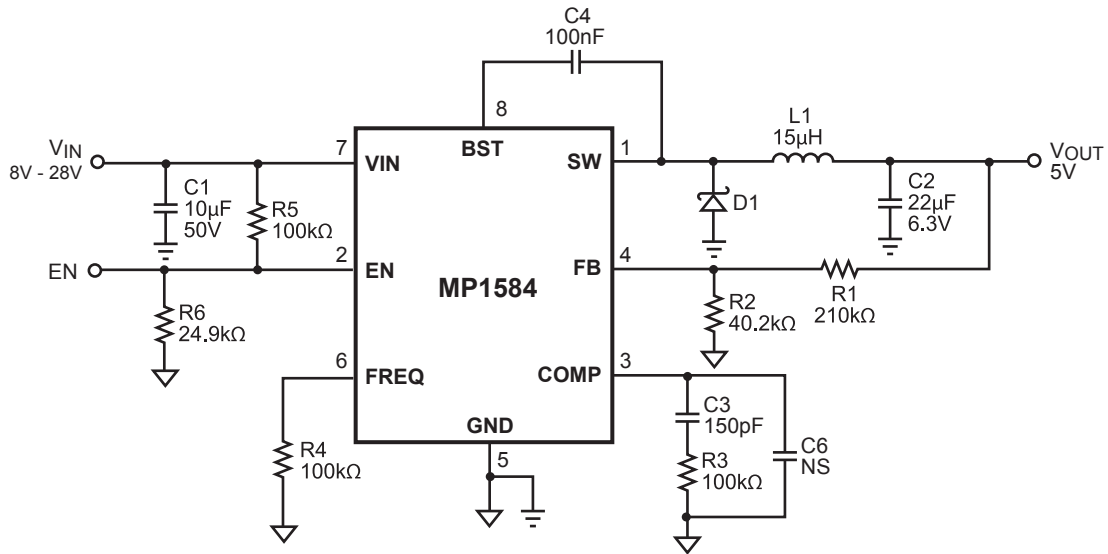 C4
100nF
8
BST
VIN
8V - 28V
7
VIN
SW
1
L1
15µH
VOUT
5V
C1
10µF
50V
R5
100kΩ
D1
C2
22µF
6.3V
EN
2
EN
MP1584
FB
4
R1
210kΩ
R6
24.9kΩ
R2
40.2kΩ
6
FREQ
COMP
3
GND
5
R4
100kΩ
C3
150pF
R3
100kΩ
C6
NS